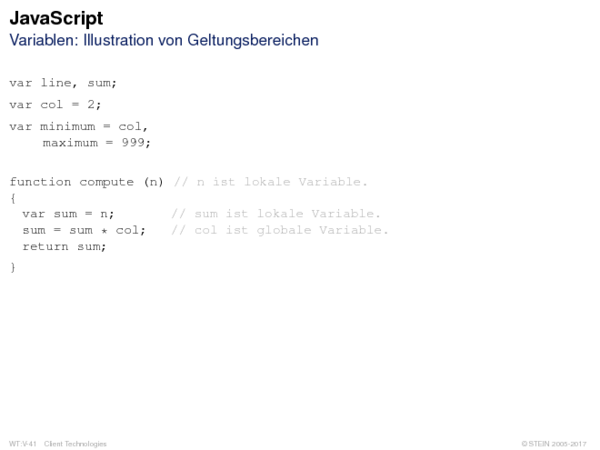 JavaScript
Variablen: Illustration von Geltungsbereichen
var line, sum;
var col = 2;
var minimum = col,
maximum = 999;
function compute (n) // n ist lokale Variable.
{
var sum = n; // sum ist lokale Variable.
sum = sum * col; // col ist globale Variable.
return sum;
}
WT:V-41 Client Technologies © STEIN 2005-2017